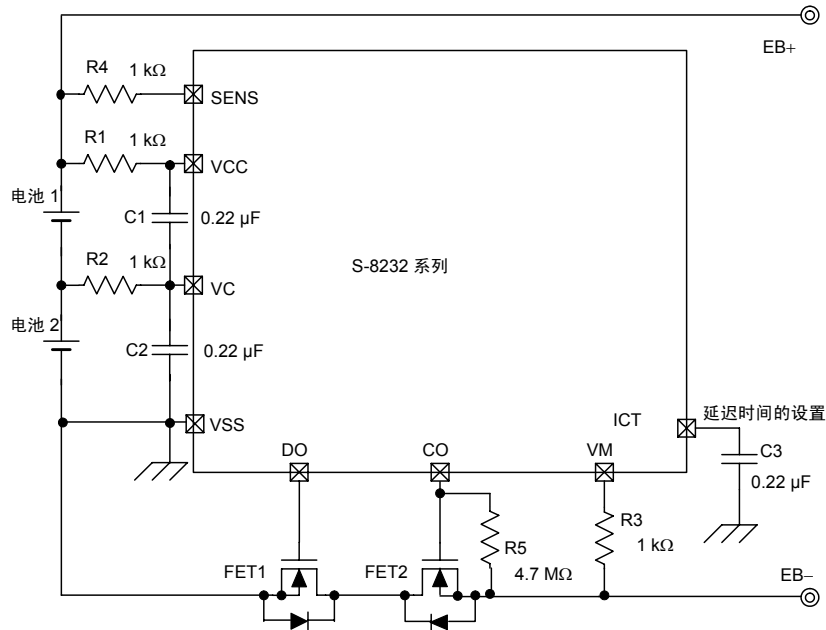 EB+
R4 1 kΩ
SENS
R1 1 kΩ
VCC
电池 1
C1 0.22 µF
R2 1 kΩ
S-8232 系列
VC
电池 2
C2 0.22 µF
VSS
ICT 延迟时间的设置
DO CO VM
C3
0.22 µF
R3
1 kΩ
R5
4.7 MΩ
FET1 FET2
EB−